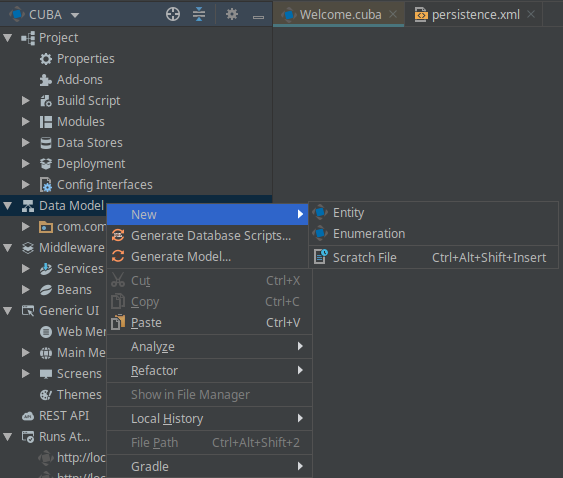 CUBA
Welcome.cuba
persistence.xml
Project
Properties
Add-ons
Build Script
Modules
Data Stores
Deployment
Config Interfaces
Data Model
com.com
Middleware
Services
Beans
Generic UI
Web Me
Main Me
Screens
Themes
REST API
Runs At...
http://loc
http://loc
New
Generate Database Scripts...
Generate Model...
Cut Ctrl+X
Copy Ctrl+C
Paste Ctrl+V
Analyze
Refactor
Show in File Manager
Local History
File Path Ctrl+Alt+Shift+2
Gradle
Entity
Enumeration
Scratch File Ctrl+Alt+Shift+Insert